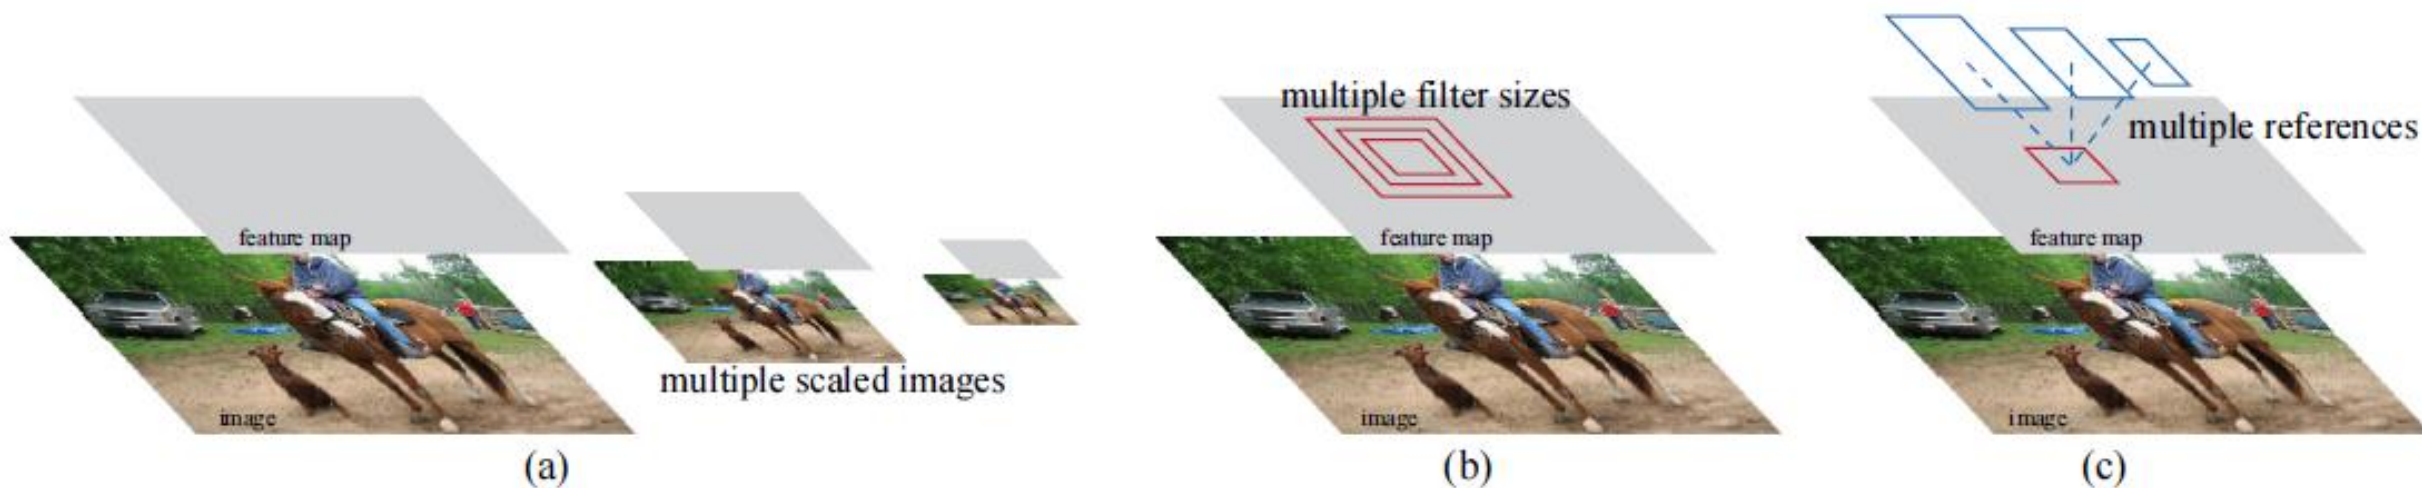 feature map
image
multiple scaled images
(a)
multiple filter sizes
feature map
image
(b)
multiple references
feature map
image
(c)